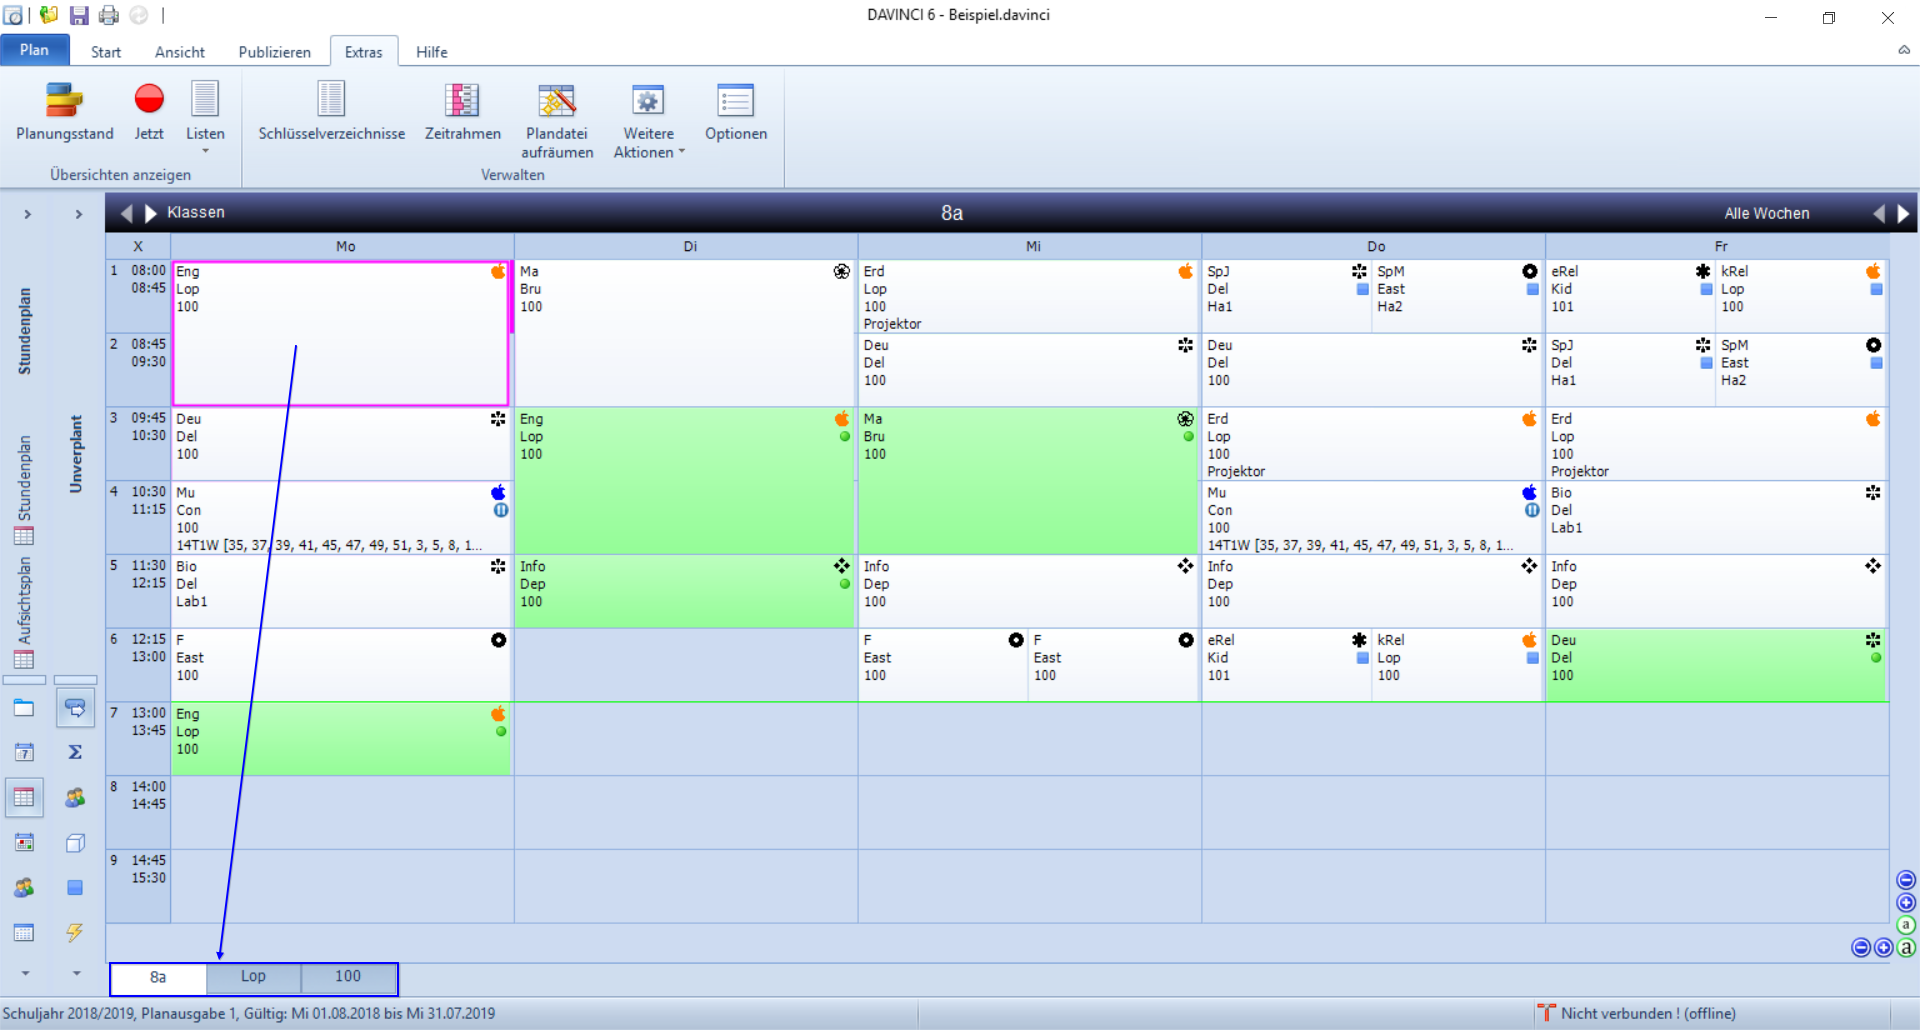 DAVINCI 6 - Beispiel.davinci
Plan Start Ansicht Publizieren Extras Hilfe
Planungsstand Jetzt Listen Schlüsselverzeichnisse Zeitrahmen Plandatei aufräumen Weitere Aktionen Optionen
Übersichten anzeigen Verwalten
Stundenplan
Stundenplan
Aufsichtsplan
Unverplant
7
Klassen 8a Alle Wochen
X Mo Di Mi Do Fr
1 08:00 08:45
Eng Lop 100
Ma Bru 100
Erd Lop 100 Projektor
SpJ Del Ha1
SpM East Ha2
eRel Kid 101
kRel Lop 100
2 08:45 09:30
Deu Del 100
Deu Del 100
SpJ Del Ha1
SpM East Ha2
3 09:45 10:30
Deu Del 100
Eng Lop 100
Ma Bru 100
Erd Lop 100 Projektor
Erd Lop 100 Projektor
4 10:30 11:15
Mu Con 100 14T1W [35, 37, 39, 41, 45, 47, 49, 51, 3, 5, 8, 1...
Mu Con 100 14T1W [35, 37, 39, 41, 45, 47, 49, 51, 3, 5, 8, 1...
Bio Del Lab1
5 11:30 12:15
Bio Del Lab1
Info Dep 100
Info Dep 100
Info Dep 100
Info Dep 100
6 12:15 13:00
F East 100
F East 100
F East 100
eRel Kid 101
kRel Lop 100
Deu Del 100
7 13:00 13:45
Eng Lop 100
8 14:00 14:45
9 14:45 15:30
a
a
8a Lop 100
Schuljahr 2018/2019, Planausgabe 1, Gültig: Mi 01.08.2018 bis Mi 31.07.2019
Nicht verbunden ! (offline)